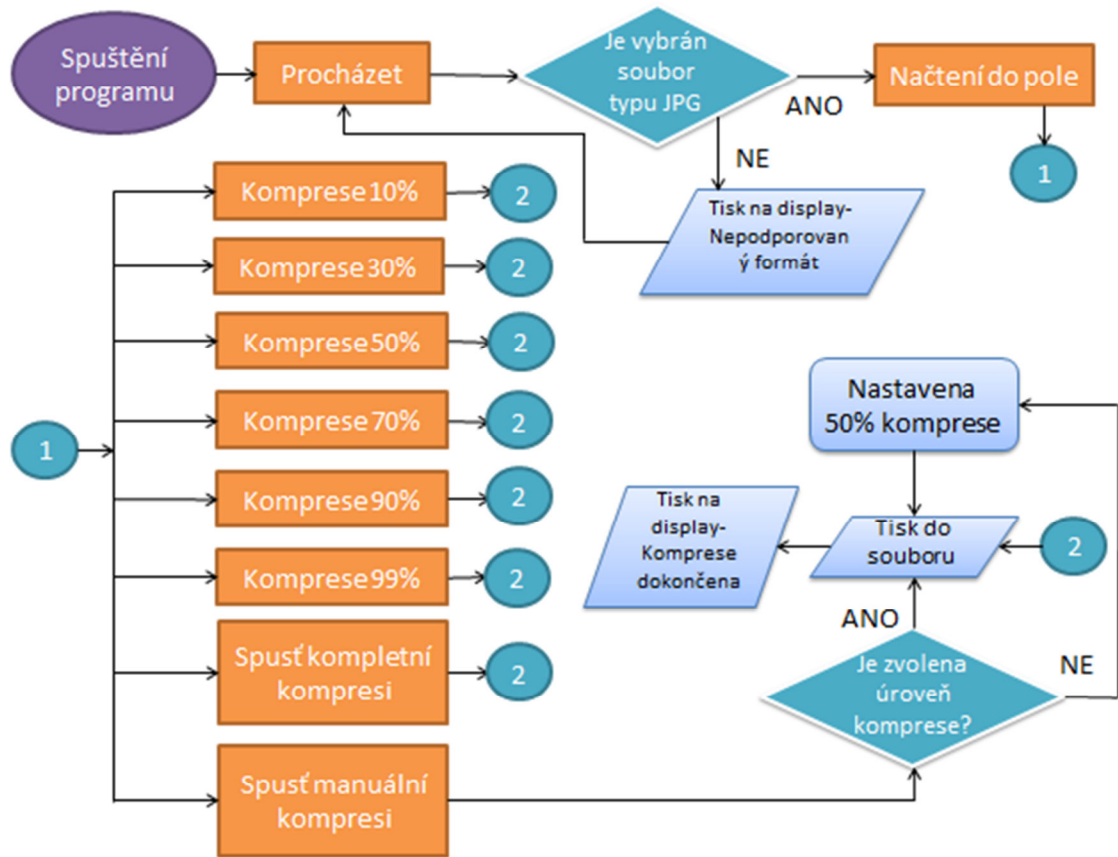 Spuštění
programu
Procházet
Je vybrán
soubor
typu JPG
ANO
Načtení do pole
1
NE
Tisk na display-
Nepodporovan
ý formát
1
Komprese 10%
2
Komprese 30%
2
Komprese 50%
2
Komprese 70%
2
Komprese 90%
2
Komprese 99%
2
Spusť kompletní
kompresi
2
Spusť manuální
kompresi
Nastavena
50% komprese
Tisk na
display-
Komprese
dokončena
Tisk do
souboru
2
ANO
NE
Je zvolena
úroveň
komprese?